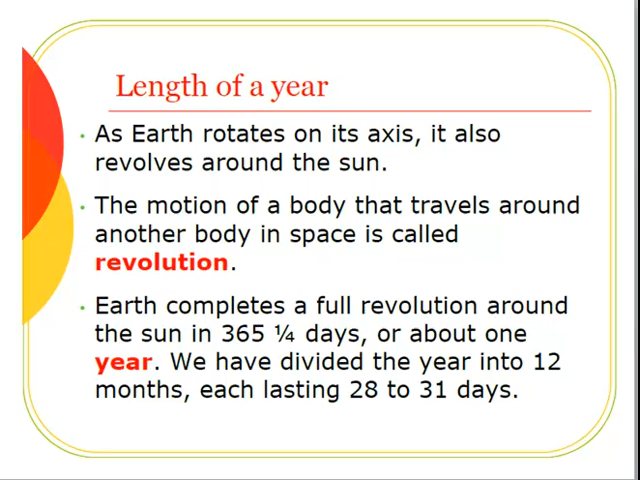 Length of a year
• As Earth rotates on its axis, it also
revolves around the sun.
• The motion of a body that travels around
another body in space is called
revolution.
• Earth completes a full revolution around
the sun in 365 ¼ days, or about one
year. We have divided the year into 12
months, each lasting 28 to 31 days.